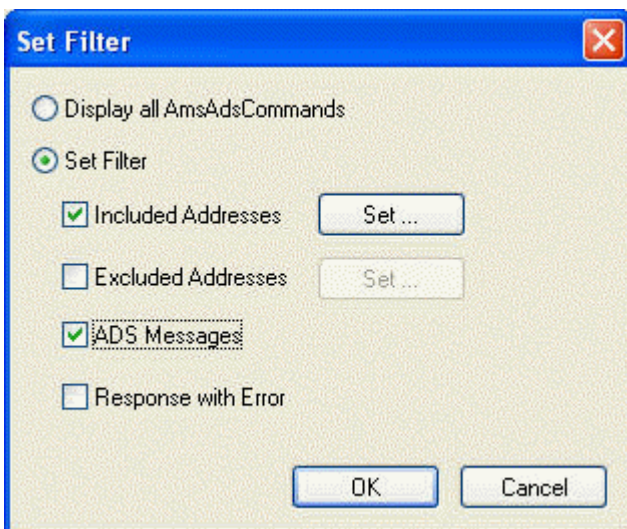 Set Filter
Display all AmsAdsCommands
Set Filter
Included Addresses Set ...
Excluded Addresses Set ...
ADS Messages
Response with Error
OK Cancel